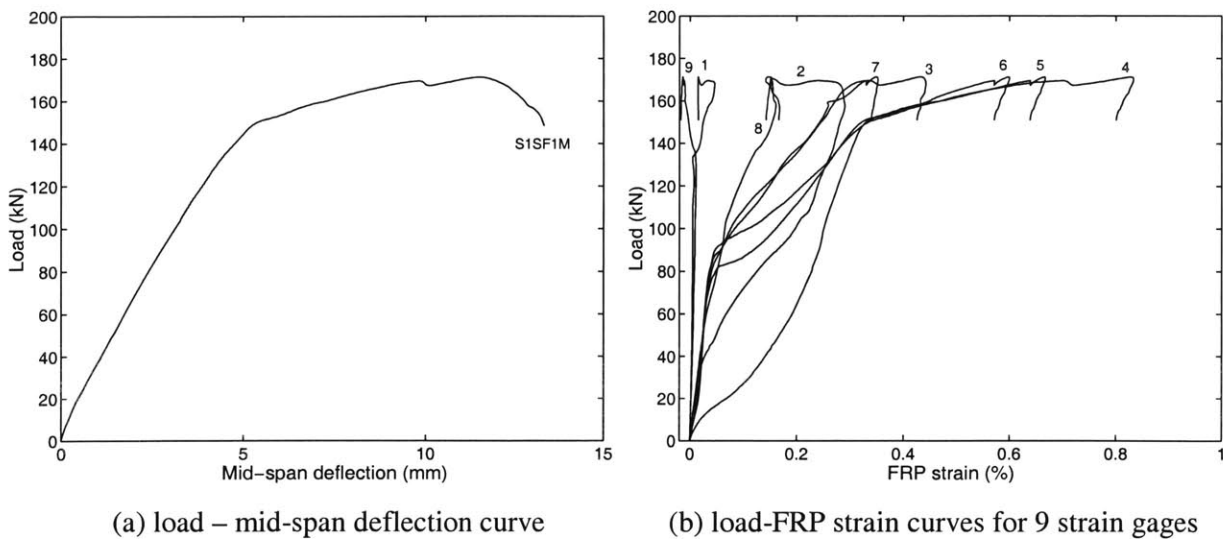 200
180
160
140
120
100
80
60
40
20
0
Load (kN)
S1SF1M
0 5 10 15
Mid-span deflection (mm)
(a) load – mid-span deflection curve
200
180
160
140
120
100
80
60
40
20
0
Load (kN)
9 1 2 7 3 6 5 4
8
0 0.2 0.4 0.6 0.8 1
FRP strain (%)
(b) load-FRP strain curves for 9 strain gages